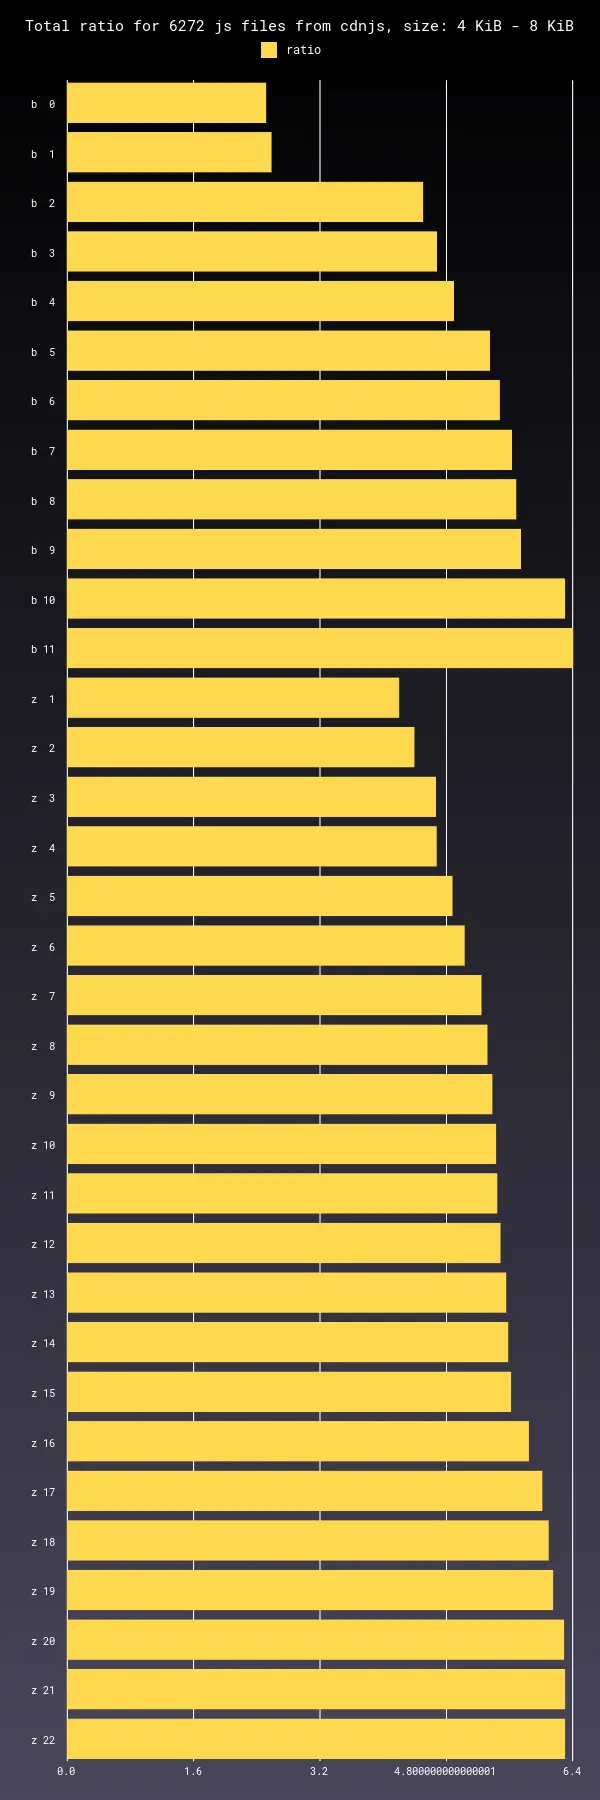 Total ratio for 6272 js files from cdnjs, size: 4 KiB - 8 KiB
ratio
b 0
b 1
b 2
b 3
b 4
b 5
b 6
b 7
b 8
b 9
b 10
b 11
z 1
z 2
z 3
z 4
z 5
z 6
z 7
z 8
z 9
z 10
z 11
z 12
z 13
z 14
z 15
z 16
z 17
z 18
z 19
z 20
z 21
z 22
0.0 1.6 3.2 4.800000000000001 6.4